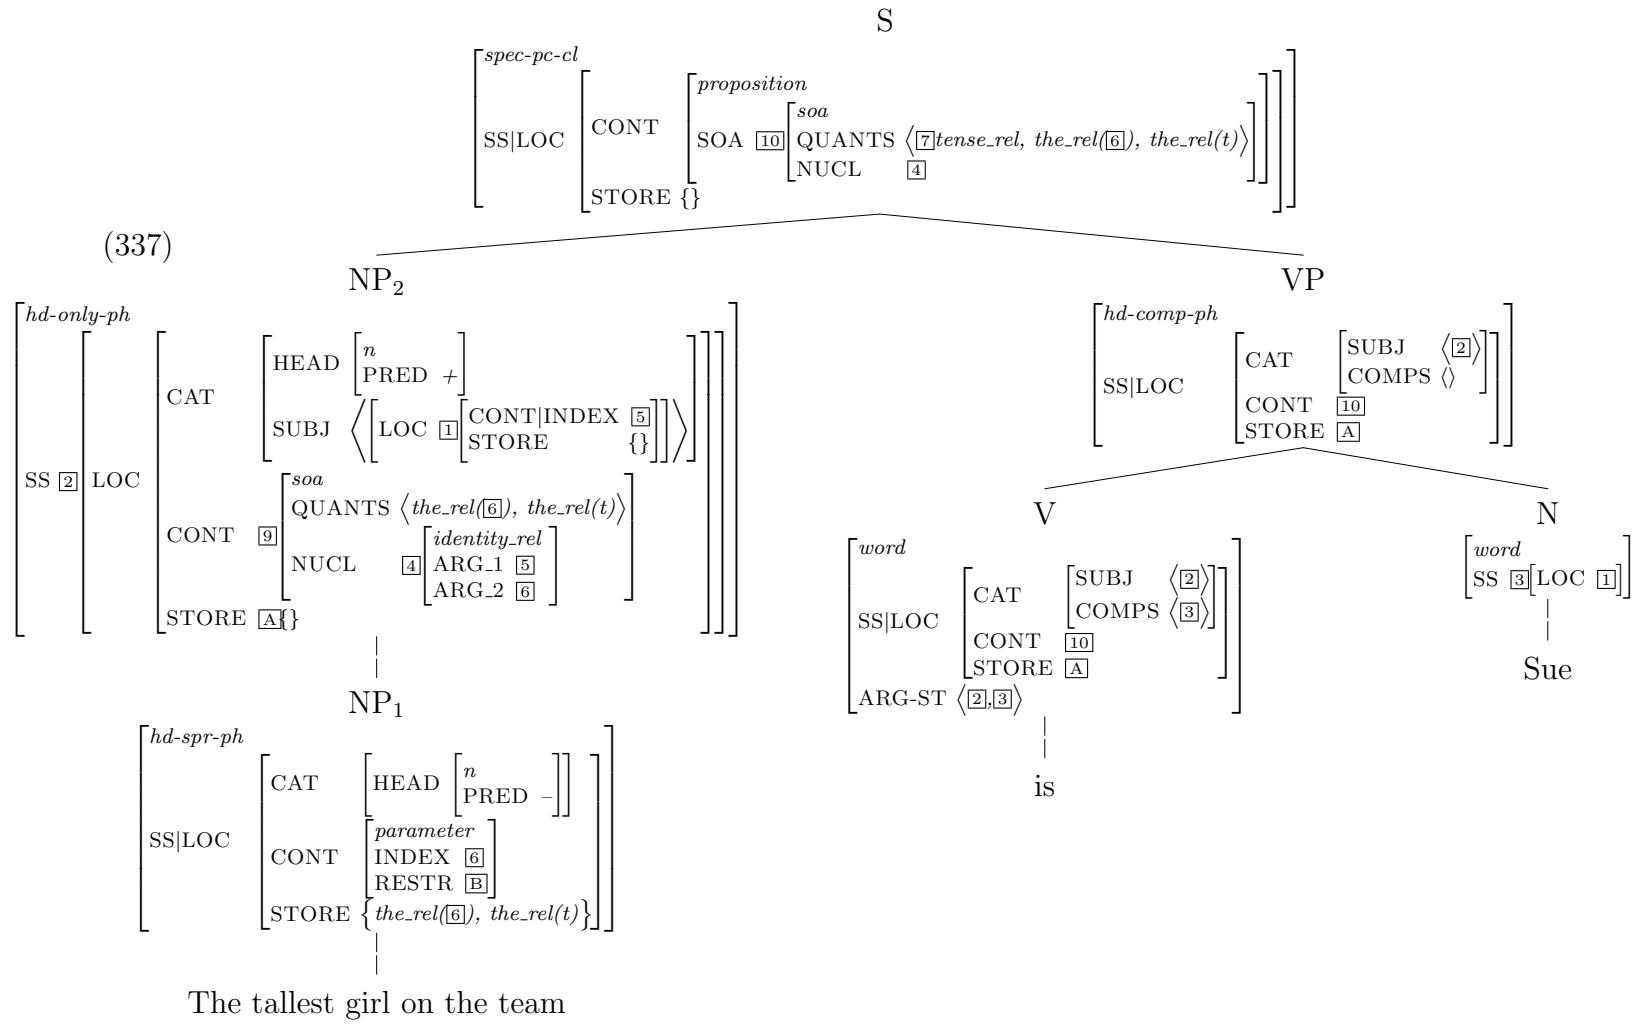 S
spec-pc-cl
SS|LOC
CONT
proposition
SOA 10
soa
QUANTS ⟨7tense_rel, the_rel(6), the_rel(t)⟩
NUCL 4
STORE {}
(337)
NP2
hd-only-ph
SS 2
LOC
CAT
HEAD
n
PRED +
SUBJ ⟨[LOC 1[CONT|INDEX 5
STORE {}]]⟩
CONT 9
soa
QUANTS ⟨the_rel(6), the_rel(t)⟩
NUCL 4
identity_rel
ARG_1 5
ARG_2 6
STORE A{}
NP1
hd-spr-ph
SS|LOC
CAT
HEAD
n
PRED –
CONT
parameter
INDEX 6
RESTR B
STORE {the_rel(6), the_rel(t)}
The tallest girl on the team
VP
hd-comp-ph
SS|LOC
CAT
SUBJ ⟨2⟩
COMPS ⟨⟩
CONT 10
STORE A
V
word
SS|LOC
CAT
SUBJ ⟨2⟩
COMPS ⟨3⟩
CONT 10
STORE A
ARG-ST ⟨2,3⟩
is
N
word
SS 3[LOC 1]
Sue